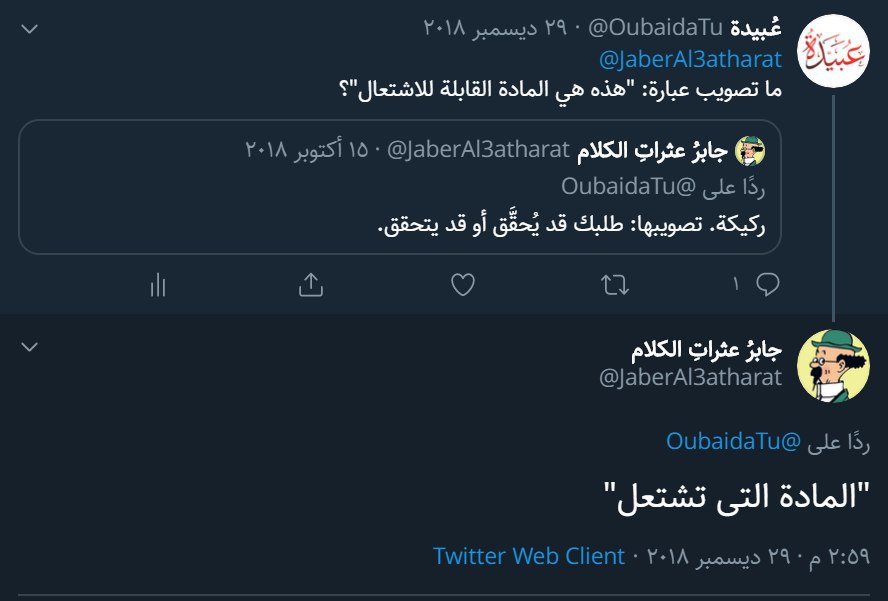 عُبيدة @OubaidaTu · ٢٩ ديسمبر ٢٠١٨
@JaberAl3atharat
ما تصويب عبارة: "هذه هي المادة القابلة للاشتعال"؟
جابرُ عثراتِ الكلام @JaberAl3atharat · ١٥ أكتوبر ٢٠١٨
ردًا على @OubaidaTu
ركيكة. تصويبها: طلبك قد يُحقَّق أو قد يتحقق.
١
جابرُ عثراتِ الكلام
@JaberAl3atharat
ردًا على @OubaidaTu
"المادة التى تشتعل"
٢:٥٩ م · ٢٩ ديسمبر ٢٠١٨ · Twitter Web Client
عبيدة